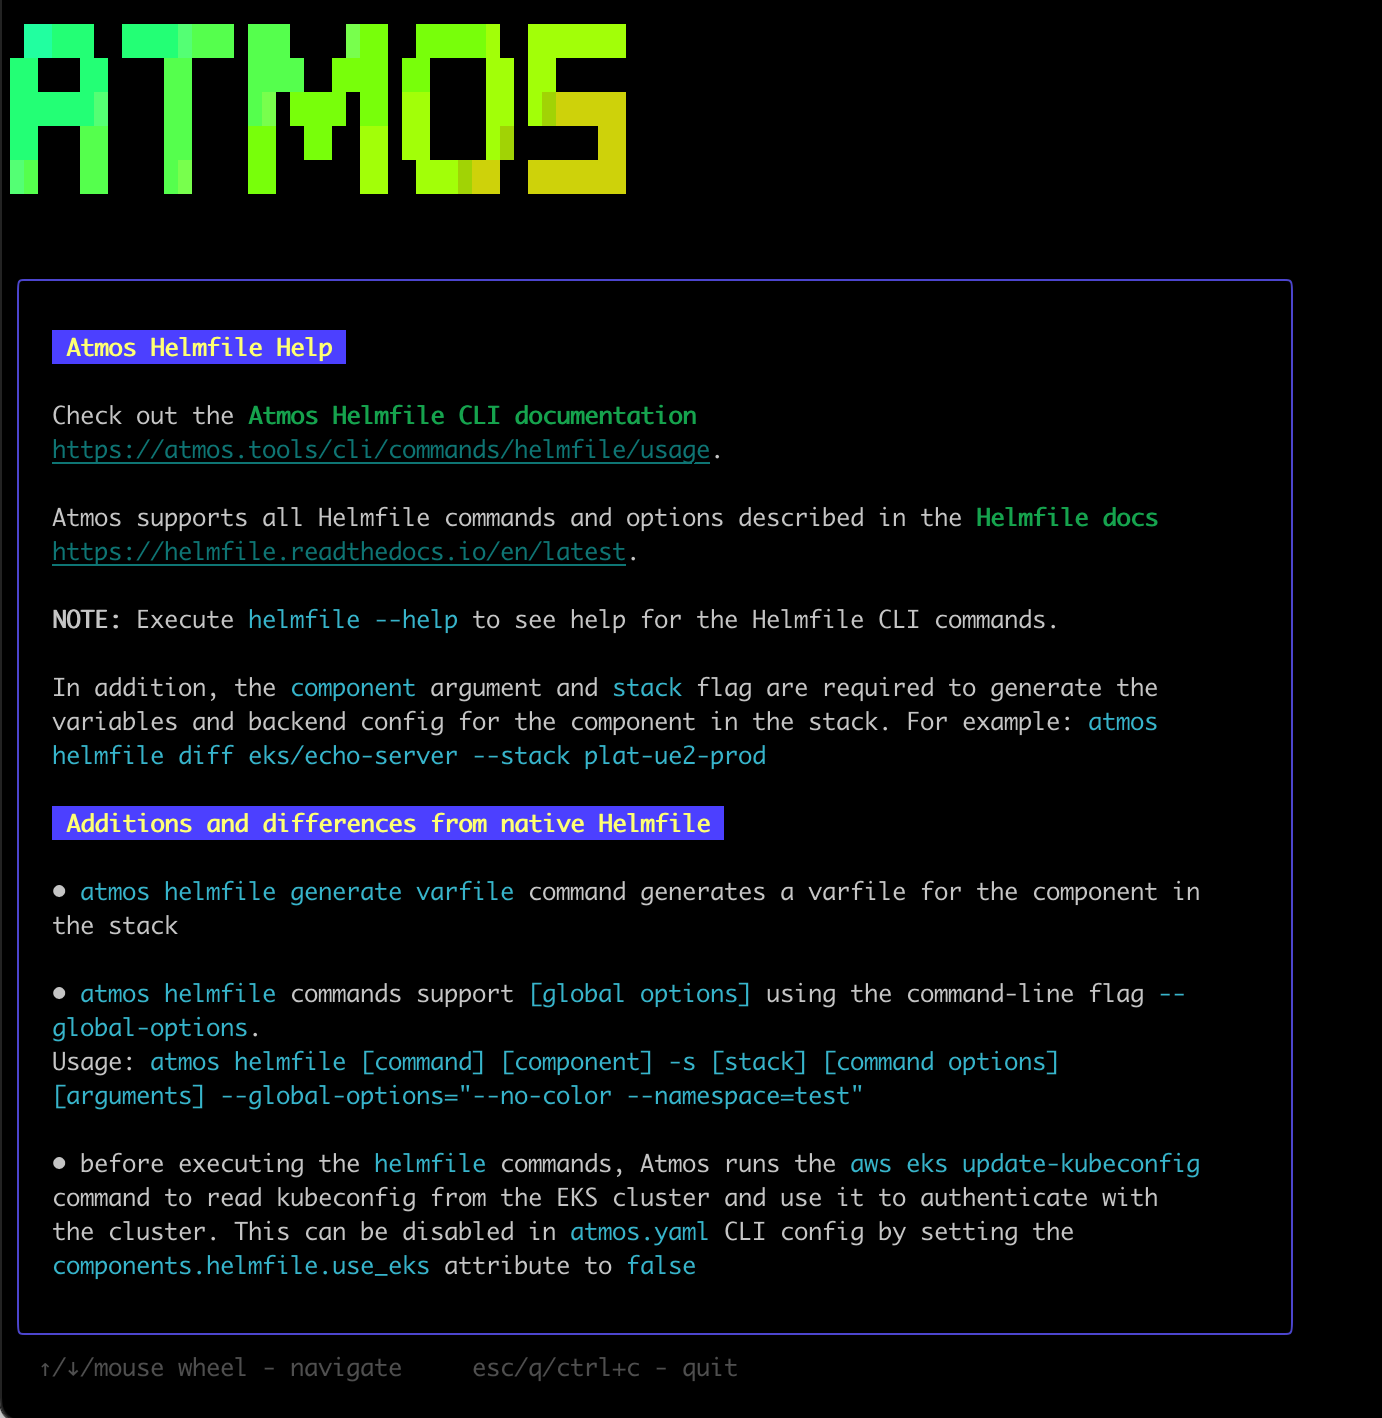 ATMOS
Atmos Helmfile Help
Check out the Atmos Helmfile CLI documentation
https://atmos.tools/cli/commands/helmfile/usage.
Atmos supports all Helmfile commands and options described in the Helmfile docs
https://helmfile.readthedocs.io/en/latest.
NOTE: Execute helmfile --help to see help for the Helmfile CLI commands.
In addition, the component argument and stack flag are required to generate the
variables and backend config for the component in the stack. For example: atmos
helmfile diff eks/echo-server --stack plat-ue2-prod
Additions and differences from native Helmfile
• atmos helmfile generate varfile command generates a varfile for the component in
the stack
• atmos helmfile commands support [global options] using the command-line flag --
global-options.
Usage: atmos helmfile [command] [component] -s [stack] [command options]
[arguments] --global-options="--no-color --namespace=test"
• before executing the helmfile commands, Atmos runs the aws eks update-kubeconfig
command to read kubeconfig from the EKS cluster and use it to authenticate with
the cluster. This can be disabled in atmos.yaml CLI config by setting the
components.helmfile.use_eks attribute to false
↑/↓/mouse wheel - navigate     esc/q/ctrl+c - quit